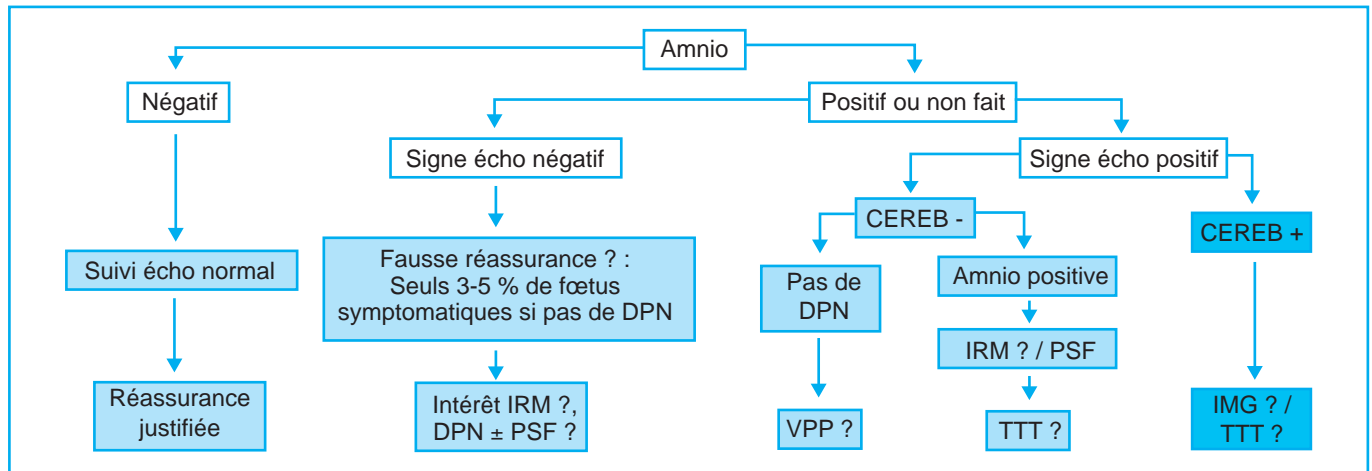 Amnio
Négatif
Positif ou non fait
Signe écho négatif
Signe écho positif
CEREB -
CEREB +
Suivi écho normal
Fausse réassurance ? :
Seuls 3-5 % de fœtus
symptomatiques si pas de DPN
Pas de
DPN
Amnio positive
IRM ? / PSF
Réassurance
justifiée
Intérêt IRM ?,
DPN ± PSF ?
VPP ?
TTT ?
IMG ? /
TTT ?